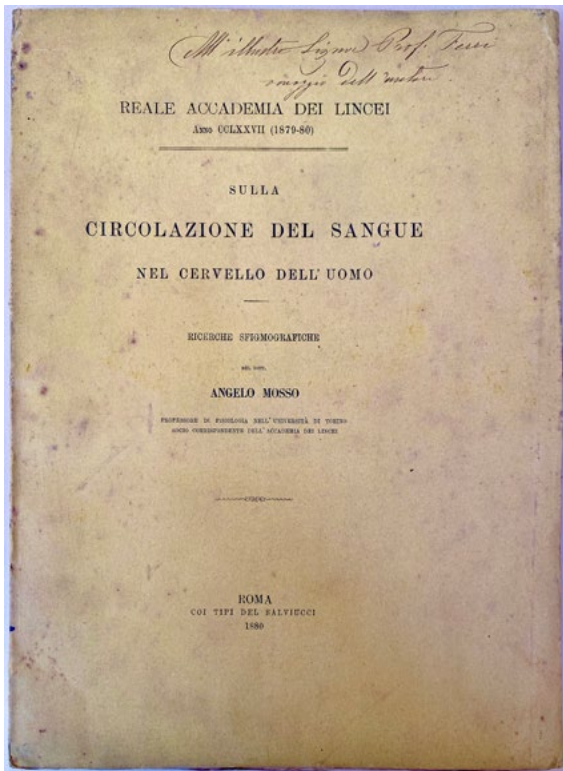 All'illustre Signor Prof. Ferri
omaggio dell'autore.
REALE ACCADEMIA DEI LINCEI
ANNO CCLXXVII (1879-80)
SULLA
CIRCOLAZIONE DEL SANGUE
NEL CERVELLO DELL'UOMO
RICERCHE SFIGMOGRAFICHE
DEL DOTT.
ANGELO MOSSO
PROFESSORE DI FISIOLOGIA NELL'UNIVERSITÀ DI TORINO
SOCIO CORRISPONDENTE DELL'ACCADEMIA DEI LINCEI
ROMA
COI TIPI DEL SALVIUCCI
1880